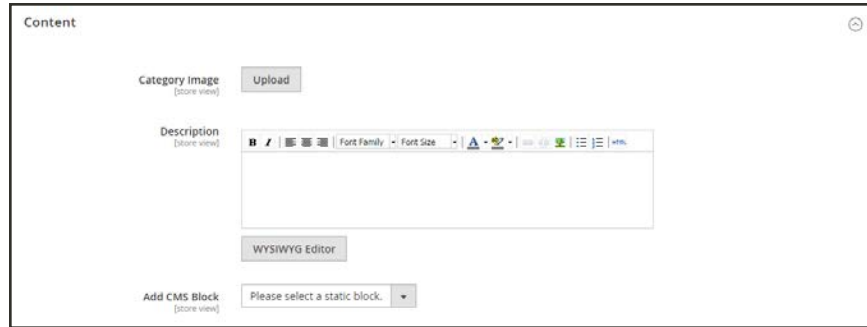 Content
Category Image
[store view]
Upload
Description
[store view]
B I Font Family Font Size A HTML
WYSIWYG Editor
Add CMS Block
[store view]
Please select a static block.